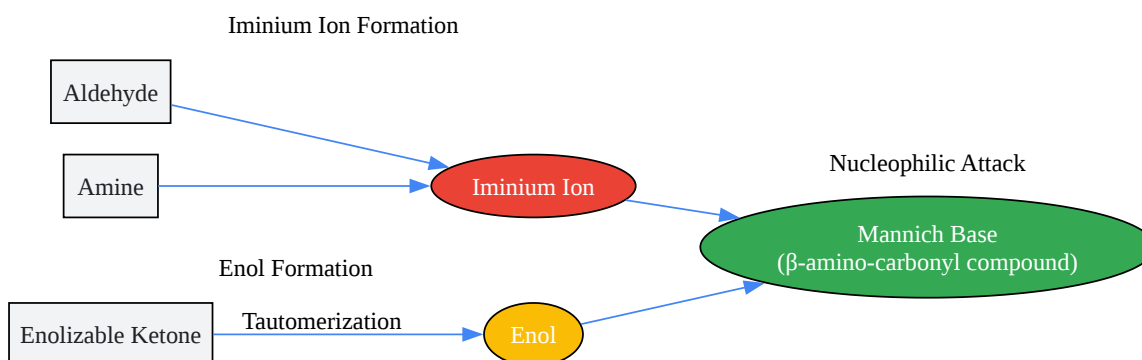 Iminium Ion Formation
Aldehyde
Amine
Iminium Ion
Nucleophilic Attack
Mannich Base
(β-amino-carbonyl compound)
Enol Formation
Enolizable Ketone
Tautomerization
Enol